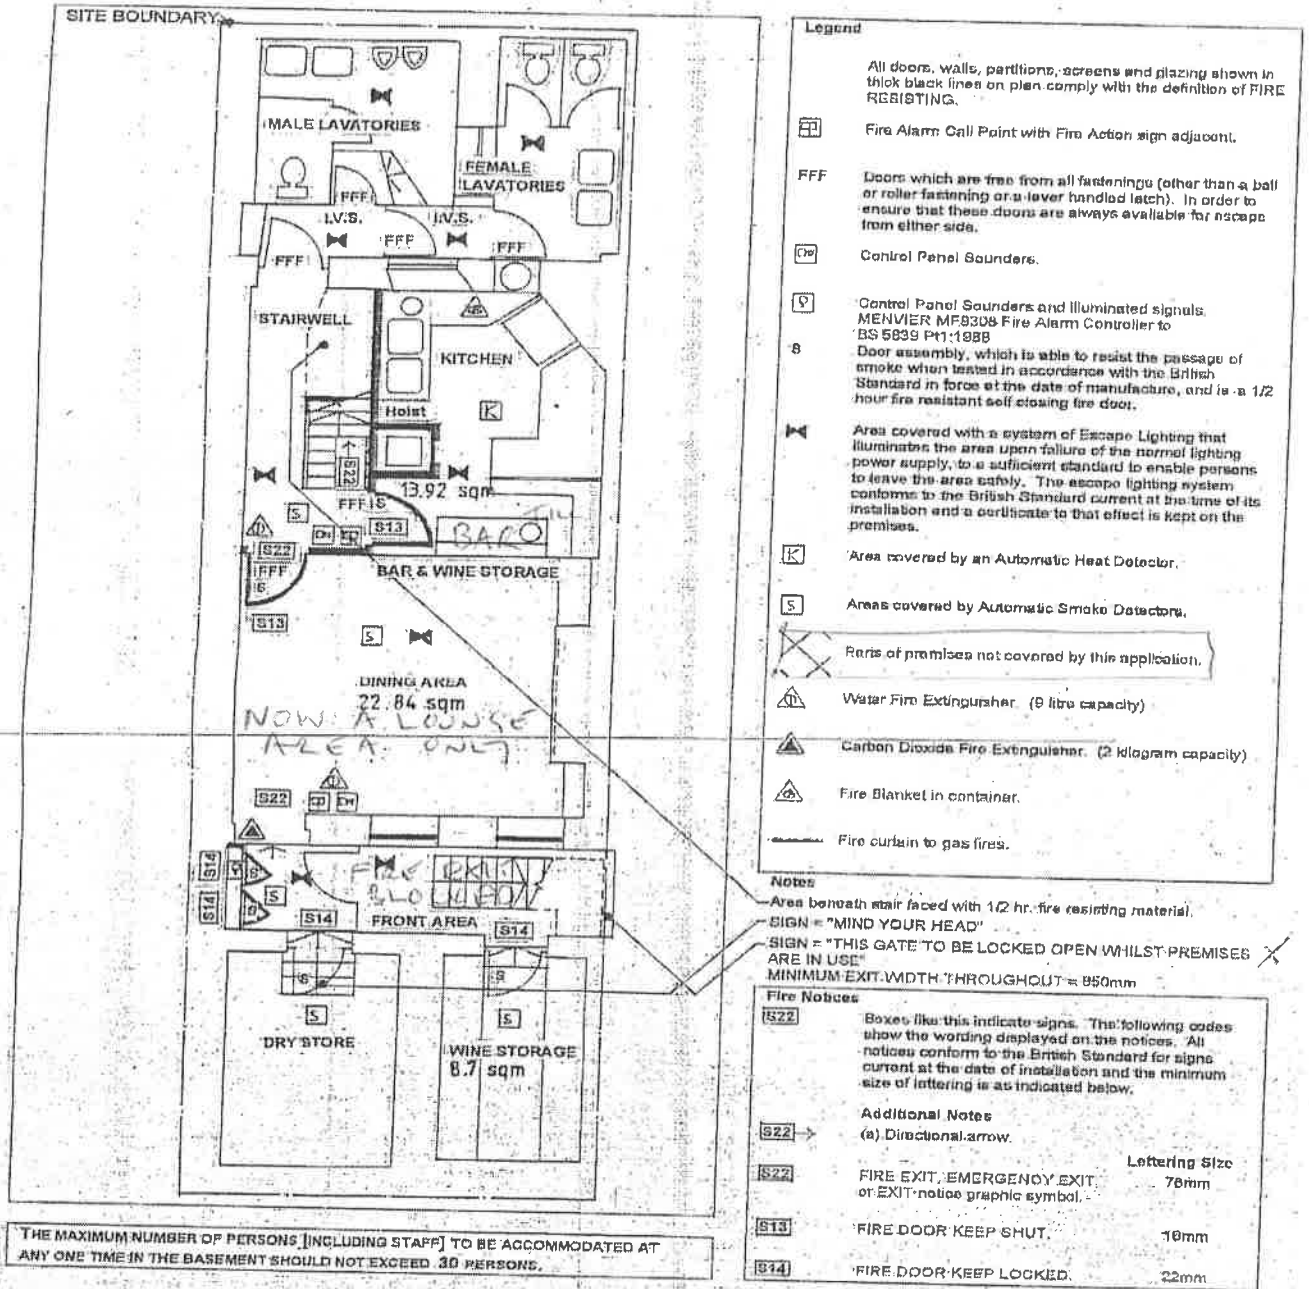 SITE BOUNDARY
MALE LAVATORIES
FEMALE
LAVATORIES
FFF
I.V.S.
I.V.S.
FFF
FFF
FFF
STAIRWELL
KITCHEN
Hoist
K
S22
13.92 sqm
FFF S
S
S13
BAR
TILL
S22
FFF
S
BAR & WINE STORAGE
S13
S
DINING AREA
22.84 sqm
NOW A LOUNGE
AREA ONLY
S22
S14
S14
FIRE EXIT
BLOCKED
S
S14
FRONT AREA
S14
S
S
S
S
DRY STORE
WINE STORAGE
8.7 sqm
THE MAXIMUM NUMBER OF PERSONS [INCLUDING STAFF] TO BE ACCOMMODATED AT
ANY ONE TIME IN THE BASEMENT SHOULD NOT EXCEED 30 PERSONS.
Legend
All doors, walls, partitions, screens and glazing shown in
thick black lines on plan comply with the definition of FIRE
RESISTING.
Fire Alarm Call Point with Fire Action sign adjacent.
FFF Doors which are free from all fastenings (other than a ball
or roller fastening or a lever handled latch). In order to
ensure that these doors are always available for escape
from either side.
Control Panel Sounders.
Control Panel Sounders and illuminated signals.
MENVIER MF9308 Fire Alarm Controller to
BS 5839 Pt1:1988
S Door assembly, which is able to resist the passage of
smoke when tested in accordance with the British
Standard in force at the date of manufacture, and is a 1/2
hour fire resistant self closing fire door.
Area covered with a system of Escape Lighting that
illuminates the area upon failure of the normal lighting
power supply, to a sufficient standard to enable persons
to leave the area safely. The escape lighting system
conforms to the British Standard current at the time of its
installation and a certificate to that effect is kept on the
premises.
K Area covered by an Automatic Heat Detector.
S Areas covered by Automatic Smoke Detectors.
Parts of premises not covered by this application.
Water Fire Extinguisher. (9 litre capacity)
Carbon Dioxide Fire Extinguisher. (2 kilogram capacity)
Fire Blanket in container.
Fire curtain to gas fires.
Notes
Area beneath stair faced with 1/2 hr. fire resisting material.
SIGN = "MIND YOUR HEAD"
SIGN = "THIS GATE TO BE LOCKED OPEN WHILST PREMISES
ARE IN USE"
MINIMUM EXIT WIDTH THROUGHOUT = 850mm
Fire Notices
S22 Boxes like this indicate signs. The following codes
show the wording displayed on the notices. All
notices conform to the British Standard for signs
current at the date of installation and the minimum
size of lettering is as indicated below.
Additional Notes
S22 (a) Directional arrow.
Lettering Size
S22 FIRE EXIT, EMERGENCY EXIT 76mm
or EXIT notice graphic symbol.
S13 FIRE DOOR KEEP SHUT. 18mm
S14 FIRE DOOR KEEP LOCKED. 22mm